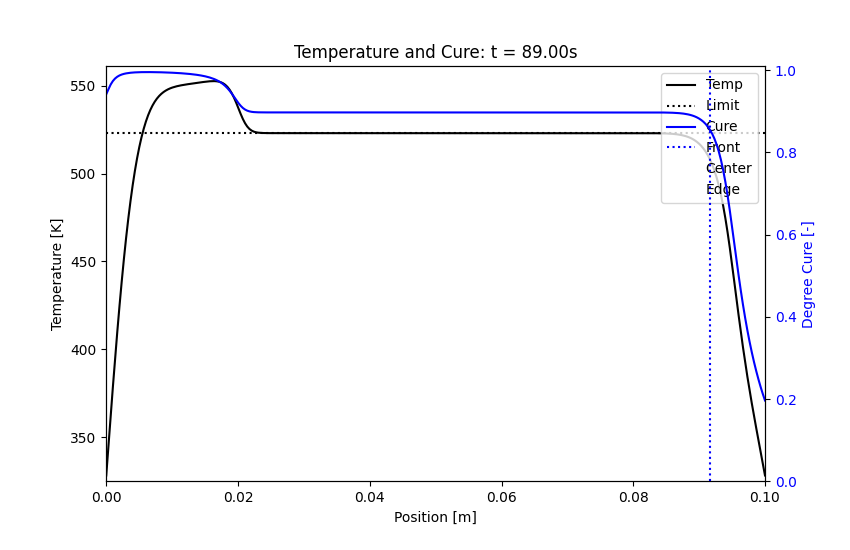 Temperature and Cure: t = 89.00s
550
500
450
400
350
Temperature [K]
0.00
0.02
0.04
0.06
0.08
0.10
Position [m]
1.0
0.8
0.6
0.4
0.2
0.0
Degree Cure [-]
Temp
Limit
Cure
Front
Center
Edge